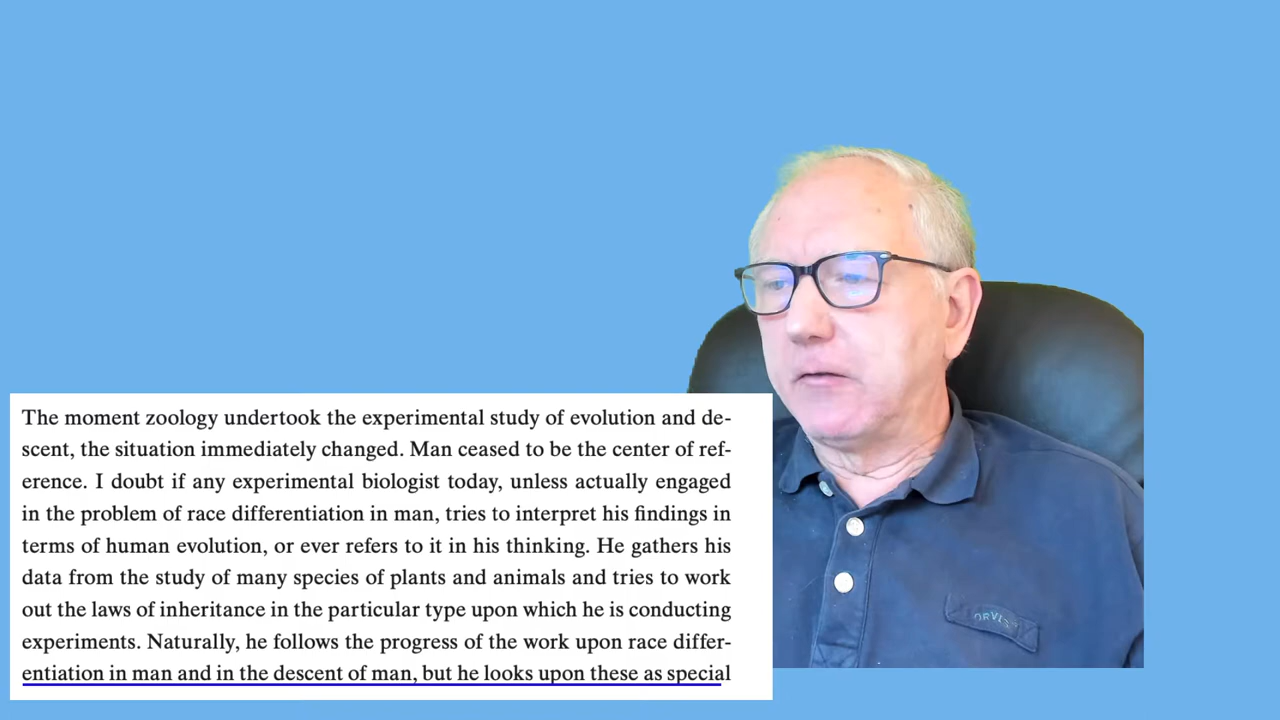 The moment zoology undertook the experimental study of evolution and de-
scent, the situation immediately changed. Man ceased to be the center of ref-
erence. I doubt if any experimental biologist today, unless actually engaged
in the problem of race differentiation in man, tries to interpret his findings in
terms of human evolution, or ever refers to it in his thinking. He gathers his
data from the study of many species of plants and animals and tries to work
out the laws of inheritance in the particular type upon which he is conducting
experiments. Naturally, he follows the progress of the work upon race differ-
entiation in man and in the descent of man, but he looks upon these as special
ORVIS